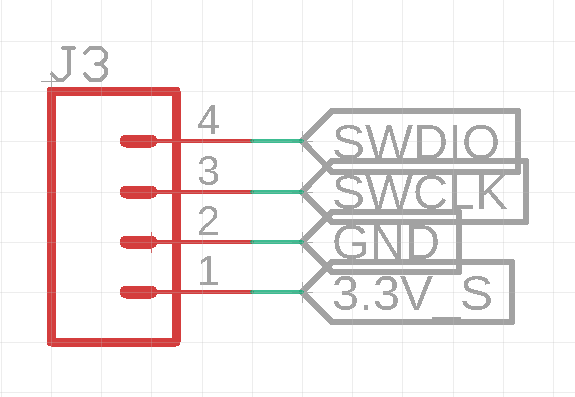 J3
4 SWDIO
3 SWCLK
2 GND
1 3.3V_S